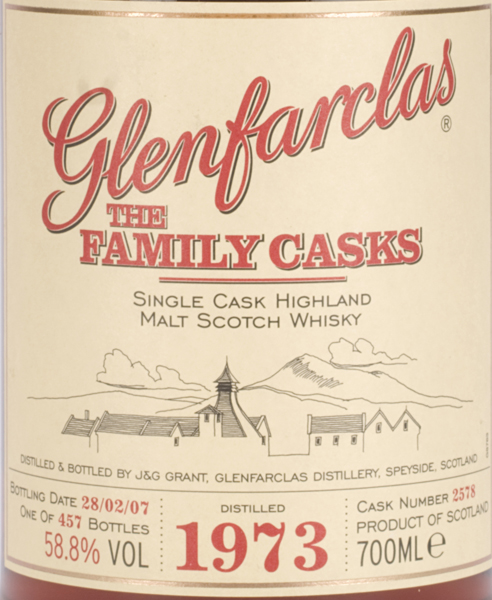 Glenfarclas ®
THE
FAMILY CASKS
SINGLE CASK HIGHLAND
MALT SCOTCH WHISKY
DISTILLED & BOTTLED BY J&G GRANT, GLENFARCLAS DISTILLERY, SPEYSIDE, SCOTLAND
BOTTLING DATE 28/02/07
ONE OF 457 BOTTLES
58.8% VOL
DISTILLED
1973
CASK NUMBER 2578
PRODUCT OF SCOTLAND
700ML e